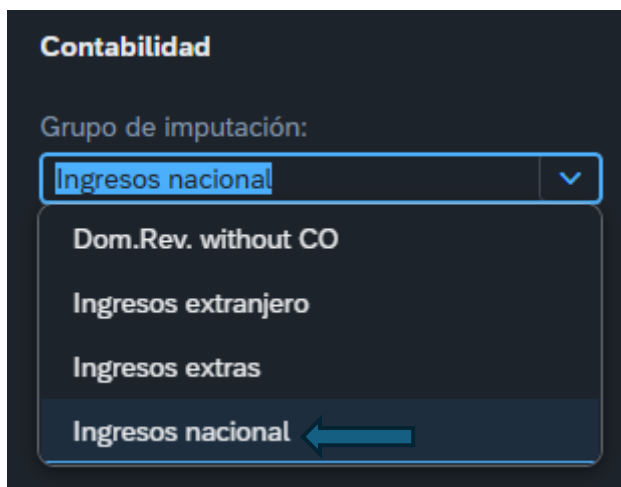 Contabilidad
Grupo de imputación:
Ingresos nacional
Dom.Rev. without CO
Ingresos extranjero
Ingresos extras
Ingresos nacional